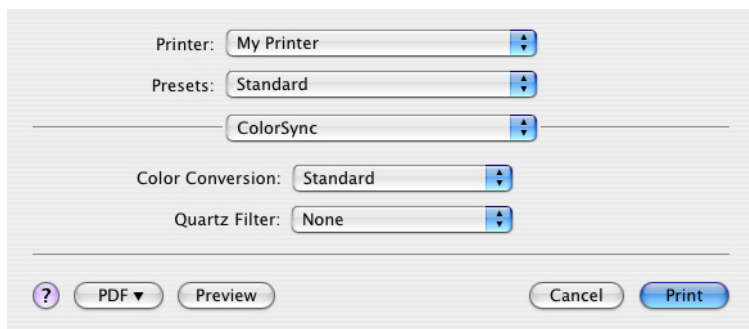 Printer: My Printer
Presets: Standard
ColorSync
Color Conversion: Standard
Quartz Filter: None
? PDF ▼ Preview Cancel Print